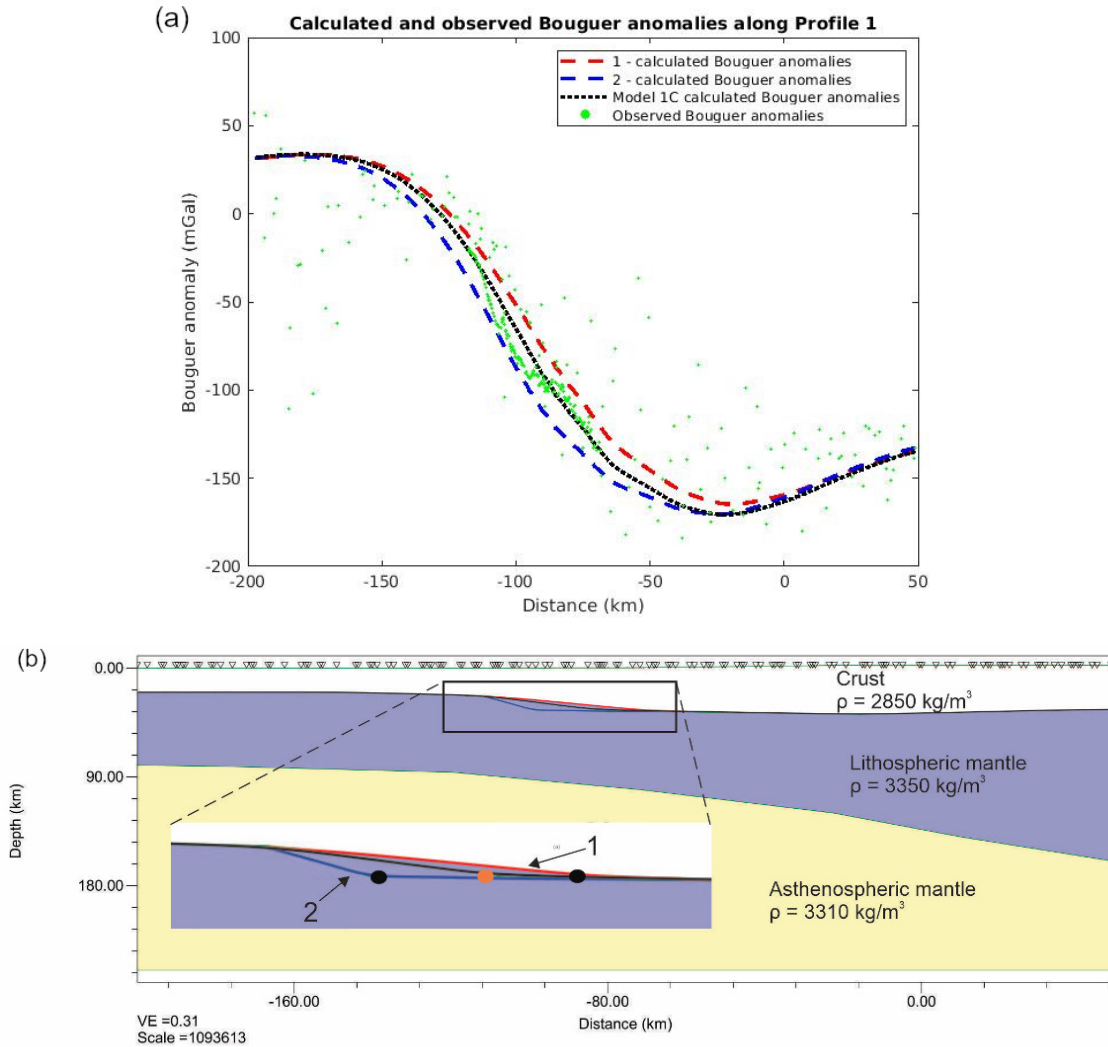 (a)
Calculated and observed Bouguer anomalies along Profile 1
1 - calculated Bouguer anomalies
2 - calculated Bouguer anomalies
Model 1C calculated Bouguer anomalies
Observed Bouguer anomalies
100
50
0
-50
-100
-150
-200
Bouguer anomaly (mGal)
-200
-150
-100
-50
0
50
Distance (km)
(b)
0.00
90.00
180.00
Depth (km)
Crust
ρ = 2850 kg/m³
Lithospheric mantle
ρ = 3350 kg/m³
1
2
Asthenospheric mantle
ρ = 3310 kg/m³
-160.00
-80.00
0.00
Distance (km)
VE =0.31
Scale =1093613